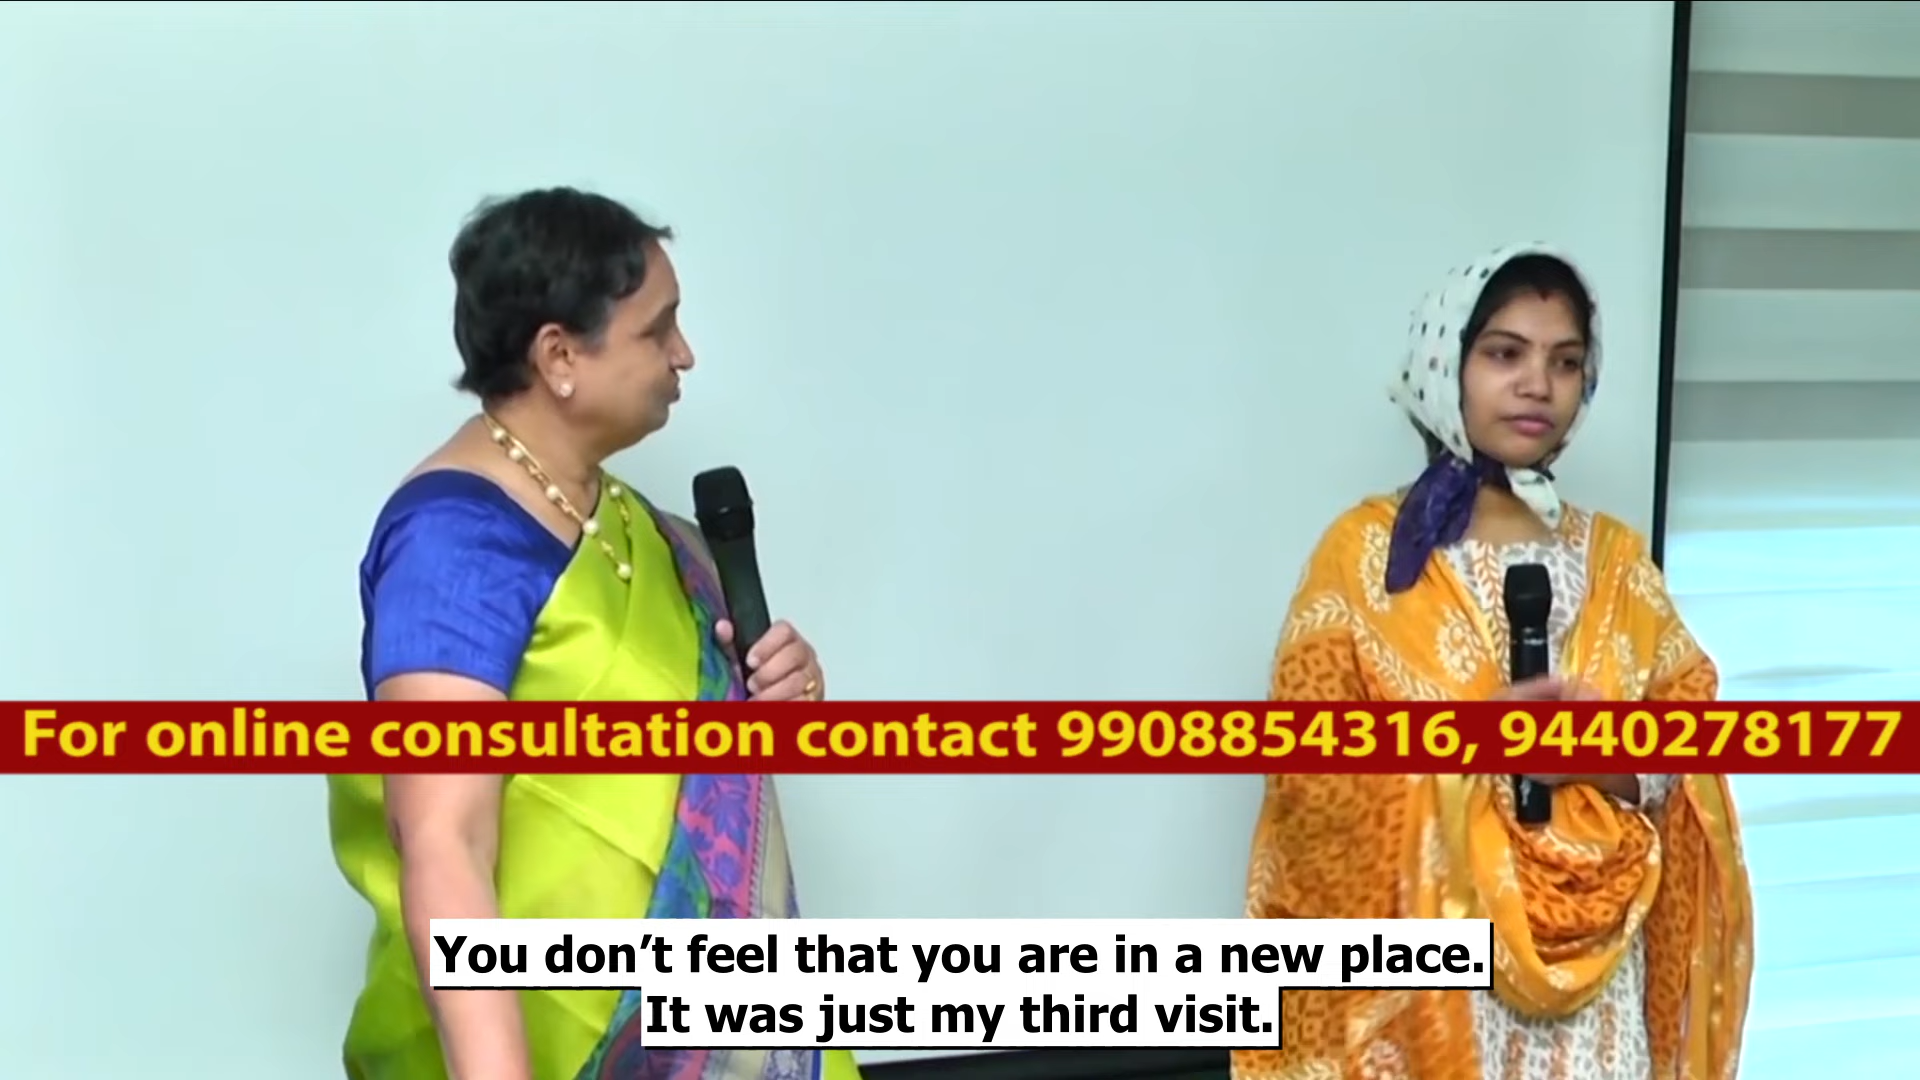 For online consultation contact 9908854316, 9440278177
You don’t feel that you are in a new place.
It was just my third visit.